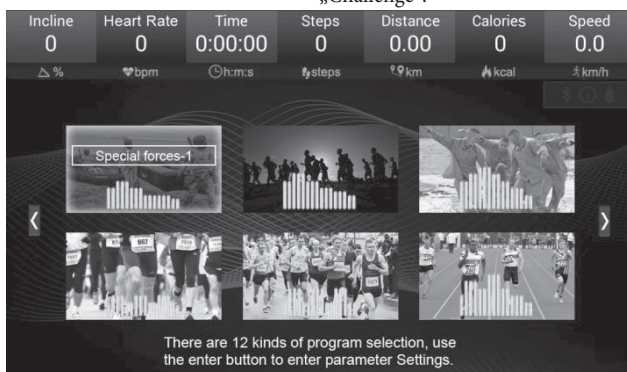 „Challenge“.
Incline Heart Rate Time Steps Distance Calories Speed
0 0 0:00:00 0 0.00 0 0.0
% bpm h:m:s steps km kcal km/h
Special forces-1
667
There are 12 kinds of program selection, use
the enter button to enter parameter Settings.